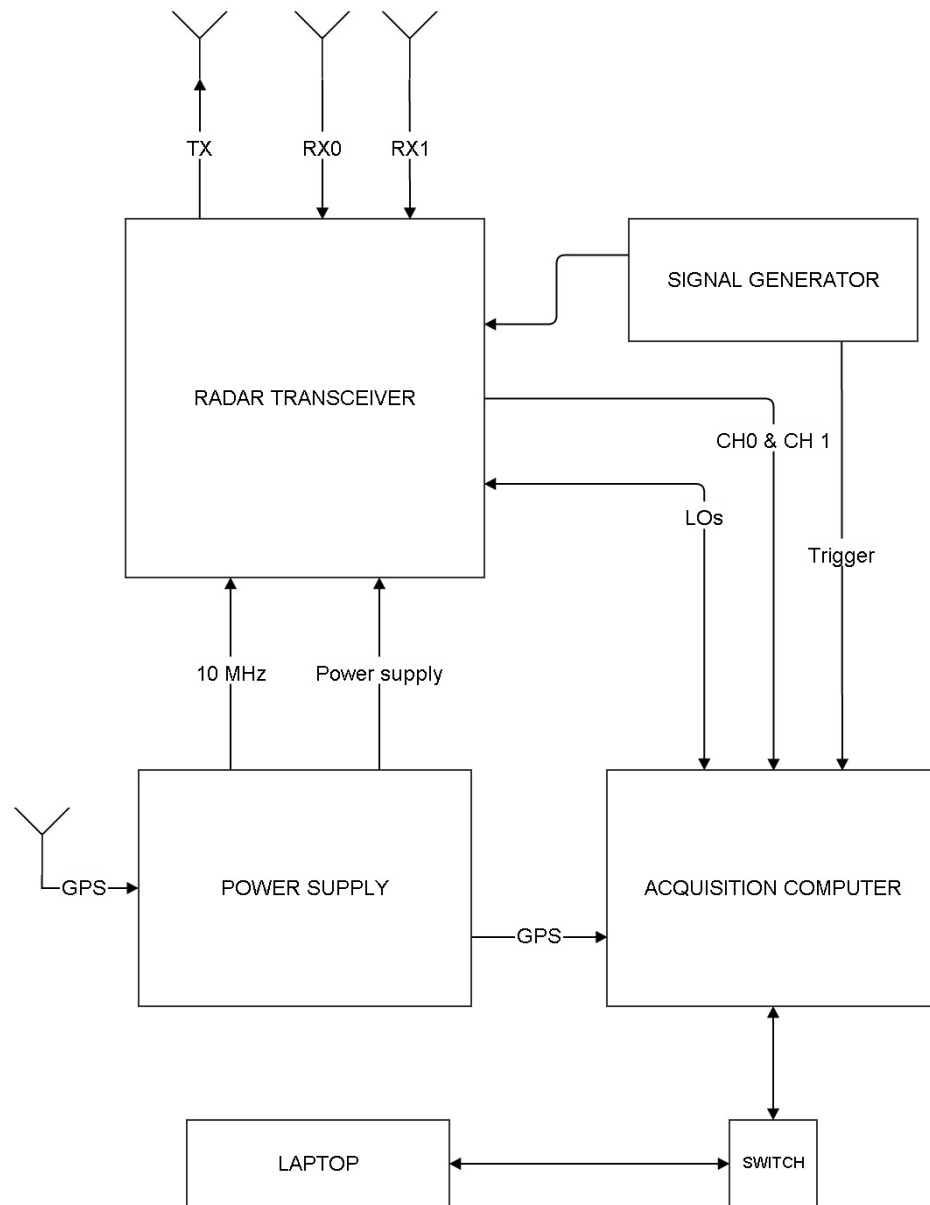 TX
RX0
RX1
SIGNAL GENERATOR
RADAR TRANSCEIVER
CH0 & CH 1
LOs
Trigger
10 MHz
Power supply
GPS
POWER SUPPLY
ACQUISITION COMPUTER
GPS
LAPTOP
SWITCH